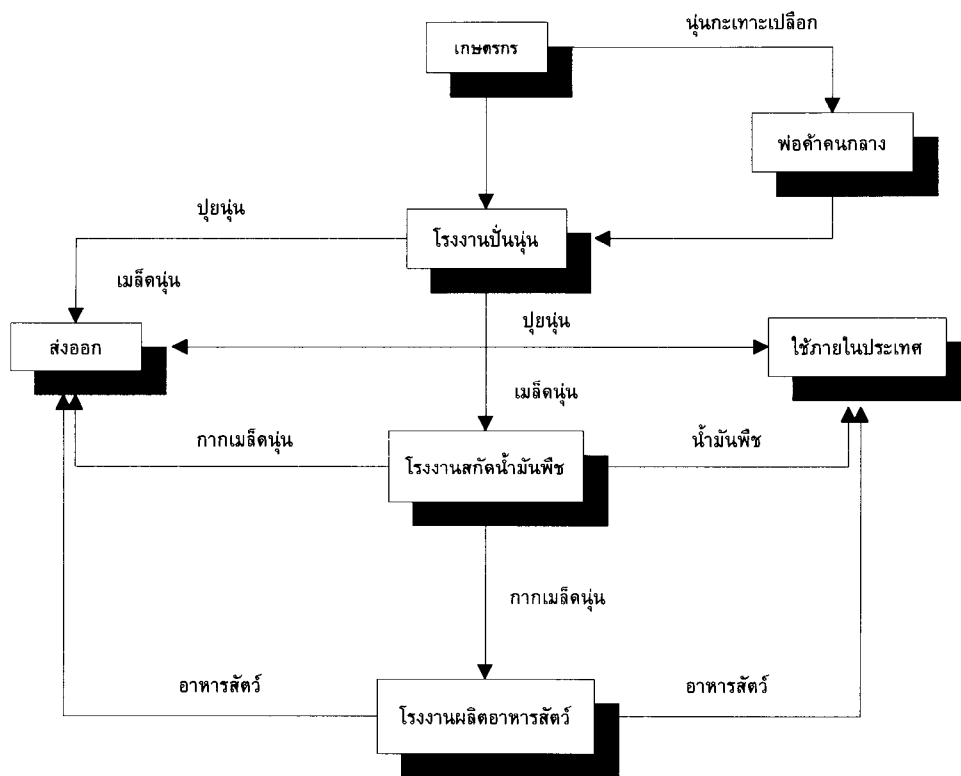 นุ่นกะเทาะเปลือก
เกษตรกร
พ่อค้าคนกลาง
ปุยนุ่น
โรงงานปั่นนุ่น
เมล็ดนุ่น
ปุยนุ่น
ส่งออก
ใช้ภายในประเทศ
เมล็ดนุ่น
กากเมล็ดนุ่น
น้ำมันพืช
โรงงานสกัดน้ำมันพืช
กากเมล็ดนุ่น
อาหารสัตว์
อาหารสัตว์
โรงงานผลิตอาหารสัตว์